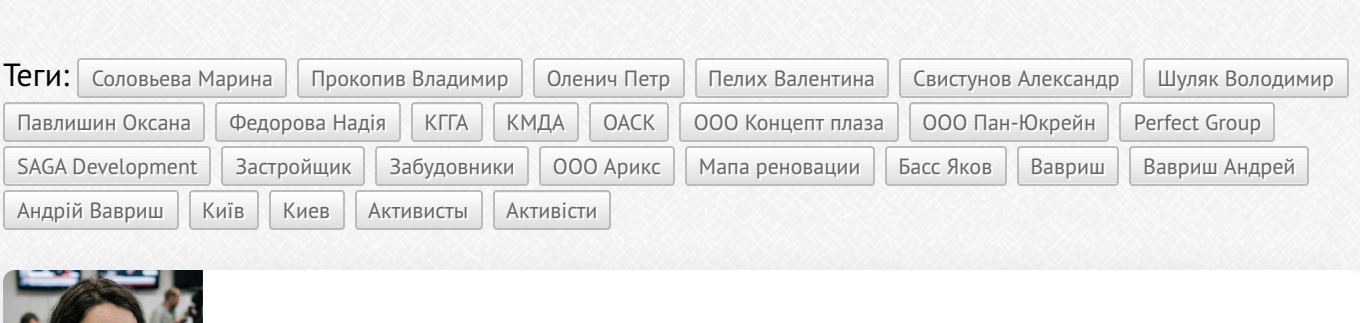 Теги: Соловьева Марина Прокопив Владимир Оленич Петр Пелих Валентина Свистунов Александр Шуляк Володимир
Павлишин Оксана Федорова Надія КГГА КМДА ОАСК ООО Концепт плаза ООО Пан-Юкрейн Perfect Group
SAGA Development Застройщик Забудовники ООО Арикс Мапа реновации Басс Яков Вавриш Вавриш Андрей
Андрій Вавриш Київ Киев Активисты Активісти